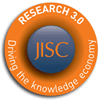 RESEARCH 3.0
JISC
Driving the knowledge economy